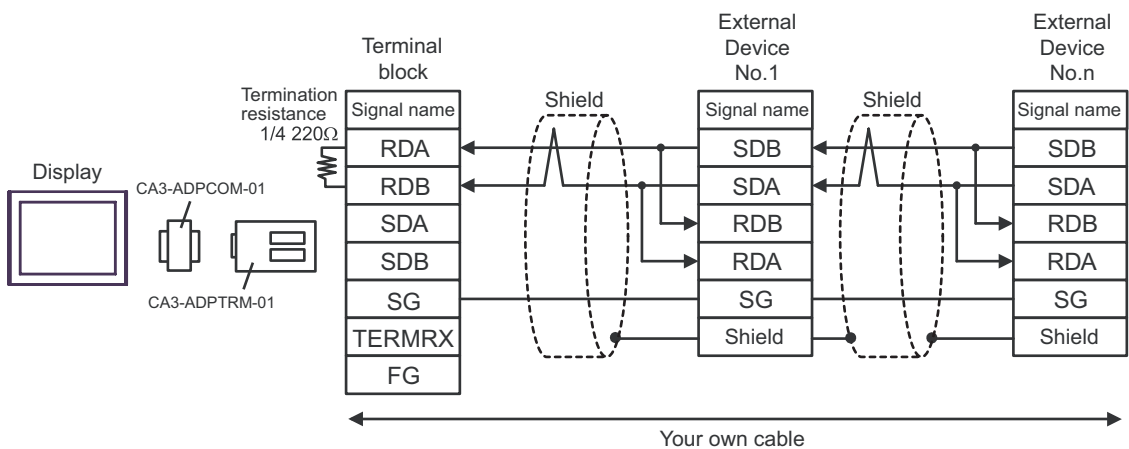 Display
CA3-ADPCOM-01
CA3-ADPTRM-01
Termination
resistance
1/4 220Ω
Terminal
block
Signal name
RDA
RDB
SDA
SDB
SG
TERMRX
FG
Shield
External
Device
No.1
Signal name
SDB
SDA
RDB
RDA
SG
Shield
Shield
External
Device
No.n
Signal name
SDB
SDA
RDB
RDA
SG
Shield
Your own cable